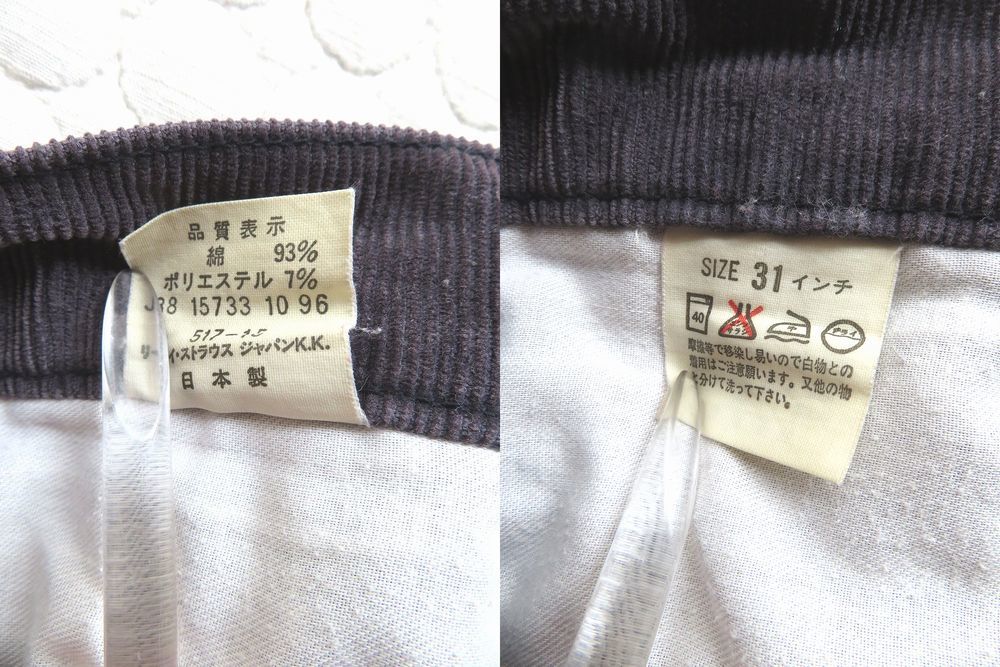 品質表示
綿 93%
ポリエステル 7%
15733 10 96
517-15
イ・ストラウス ジャパンK.K.
日本製
SIZE 31 インチ
40
中
ドライ
摩擦等で移染し易いので白物との
着用はご注意願います。又他の物
と分けて洗って下さい。